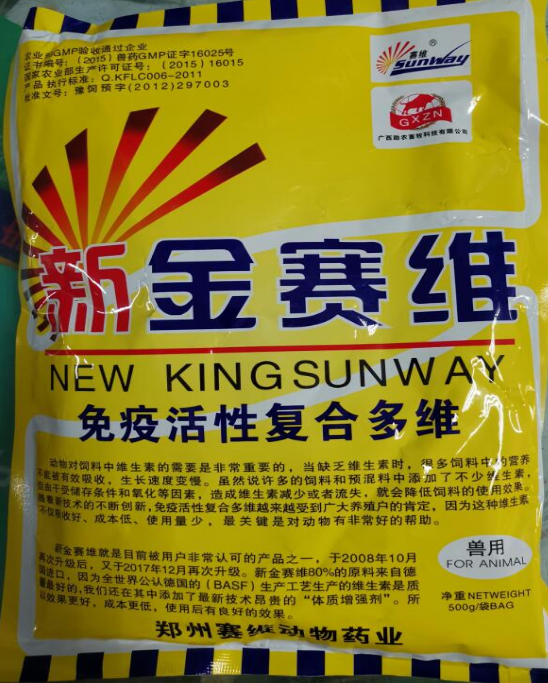 农业部GMP验收通过企业
证书编号：（2015）兽药GMP证字16025号
国家农业部生产许可证号：（2015）16015
产品执行标准：Q.KFLC006-2011
批准文号：豫饲预字(2012)297003
赛维
Sunway
®
GXZN
广西助农畜牧科技有限公司
新金赛维
NEW KINGSUNWAY
免疫活性复合多维
动物对饲料中维生素的需要是非常重要的，当缺乏维生素时，很多饲料中的营养
不能被有效吸收，生长速度变慢。虽然说许多的饲料和预混料中添加了不少维生素，
但由于受储存条件和氧化等因素，造成维生素减少或者流失，就会降低饲料的使用效果。
随着新技术的不断创新,免疫活性复合多维越来越受到广大养殖户的肯定，因为这种维生素
不仅吸收好、成本低、使用量少，最关键是对动物有非常好的帮助。
新金赛维就是目前被用户非常认可的产品之一，于2008年10月
再次升级后，又于2017年12月再次升级。新金赛维80%的原料来自德
国进口，因为全世界公认德国的（BASF）生产工艺生产的维生素是质
量最好的,我们还在其中添加了最新技术昂贵的“体质增强剂”。所
以效果更好，成本更低，使用后有良好的效果。
兽用
FOR ANIMAL
净重NETWEIGHT
500g/袋BAG
郑州赛维动物药业